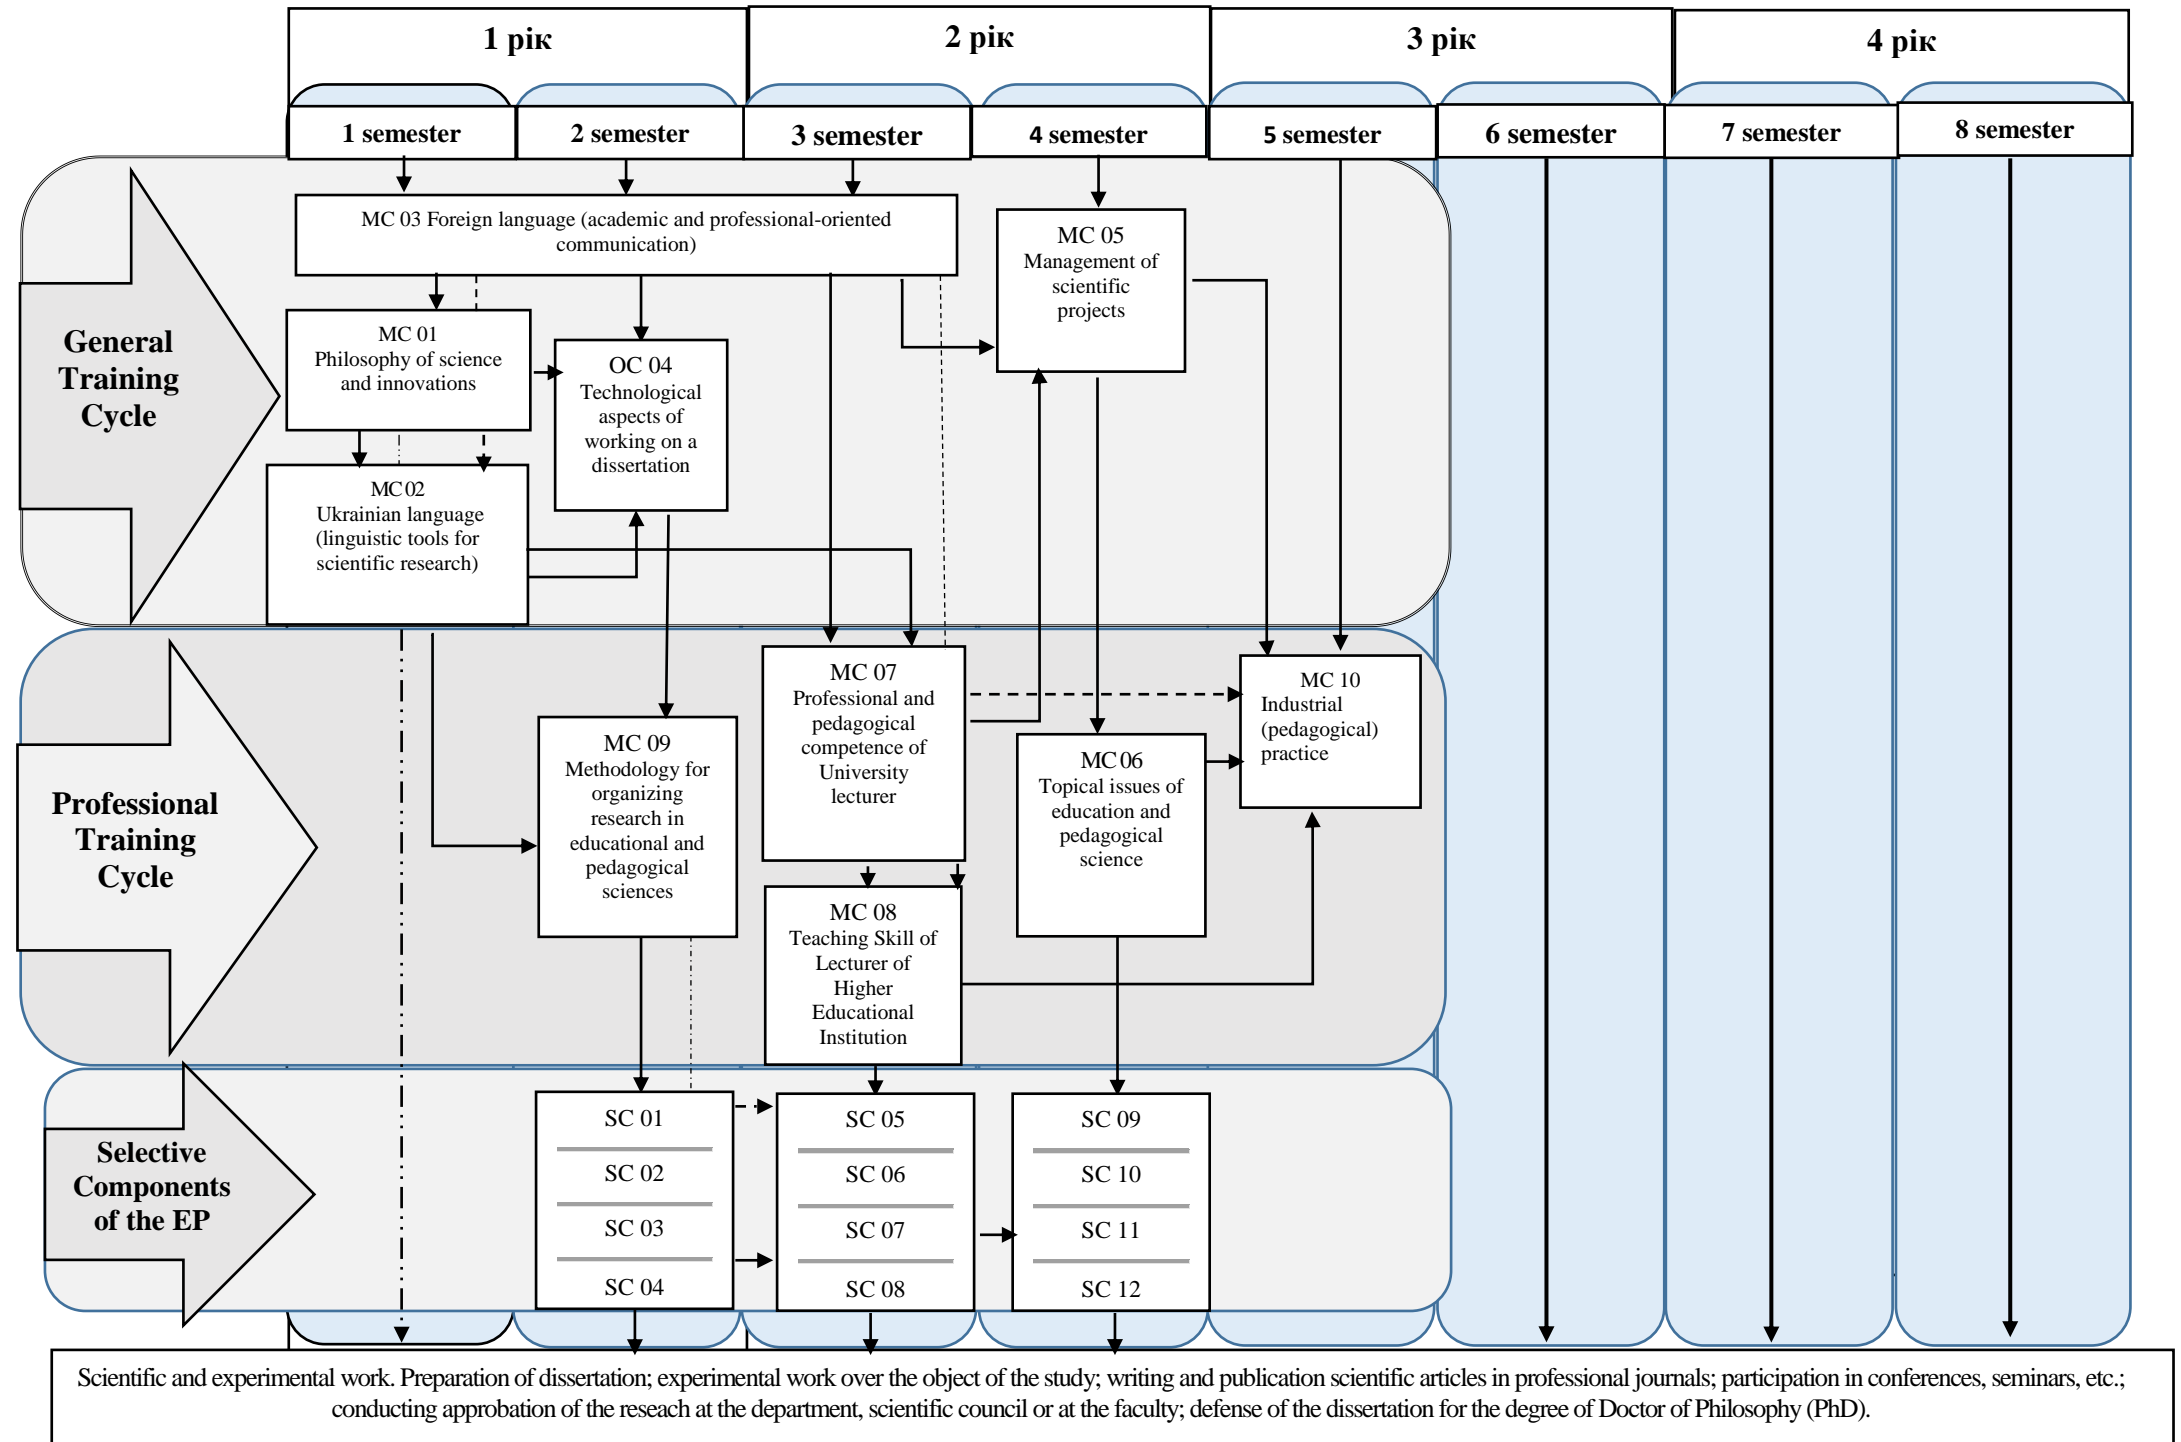 1 рік
2 рік
3 рік
4 рік
1 semester
2 semester
3 semester
4 semester
5 semester
6 semester
7 semester
8 semester
General
Training
Cycle
MC 03 Foreign language (academic and professional-oriented
communication)
MC 05
Management of
scientific
projects
MC 01
Philosophy of science
and innovations
OC 04
Technological
aspects of
working on a
dissertation
MC 02
Ukrainian language
(linguistic tools for
scientific research)
Professional
Training
Cycle
MC 09
Methodology for
organizing
research in
educational and
pedagogical
sciences
MC 07
Professional and
pedagogical
competence of
University
lecturer
MC 06
Topical issues of
education and
pedagogical
science
MC 10
Industrial
(pedagogical)
practice
MC 08
Teaching Skill of
Lecturer of
Higher
Educational
Institution
Selective
Components
of the EP
SC 01
SC 02
SC 03
SC 04
SC 05
SC 06
SC 07
SC 08
SC 09
SC 10
SC 11
SC 12
Scientific and experimental work. Preparation of dissertation; experimental work over the object of the study; writing and publication scientific articles in professional journals; participation in conferences, seminars, etc.;
conducting approbation of the reseach at the department, scientific council or at the faculty; defense of the dissertation for the degree of Doctor of Philosophy (PhD).